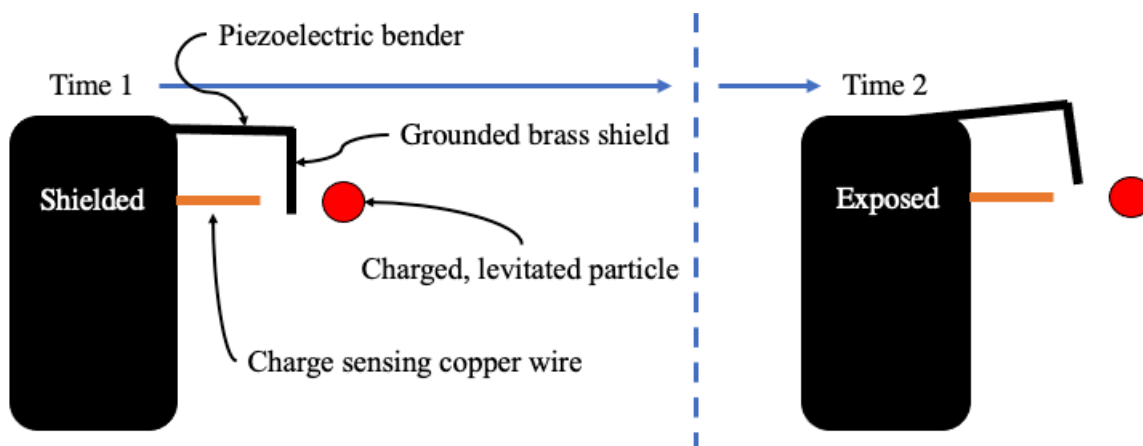 Piezoelectric bender
Time 1
Time 2
Grounded brass shield
Shielded
Exposed
Charged, levitated particle
Charge sensing copper wire